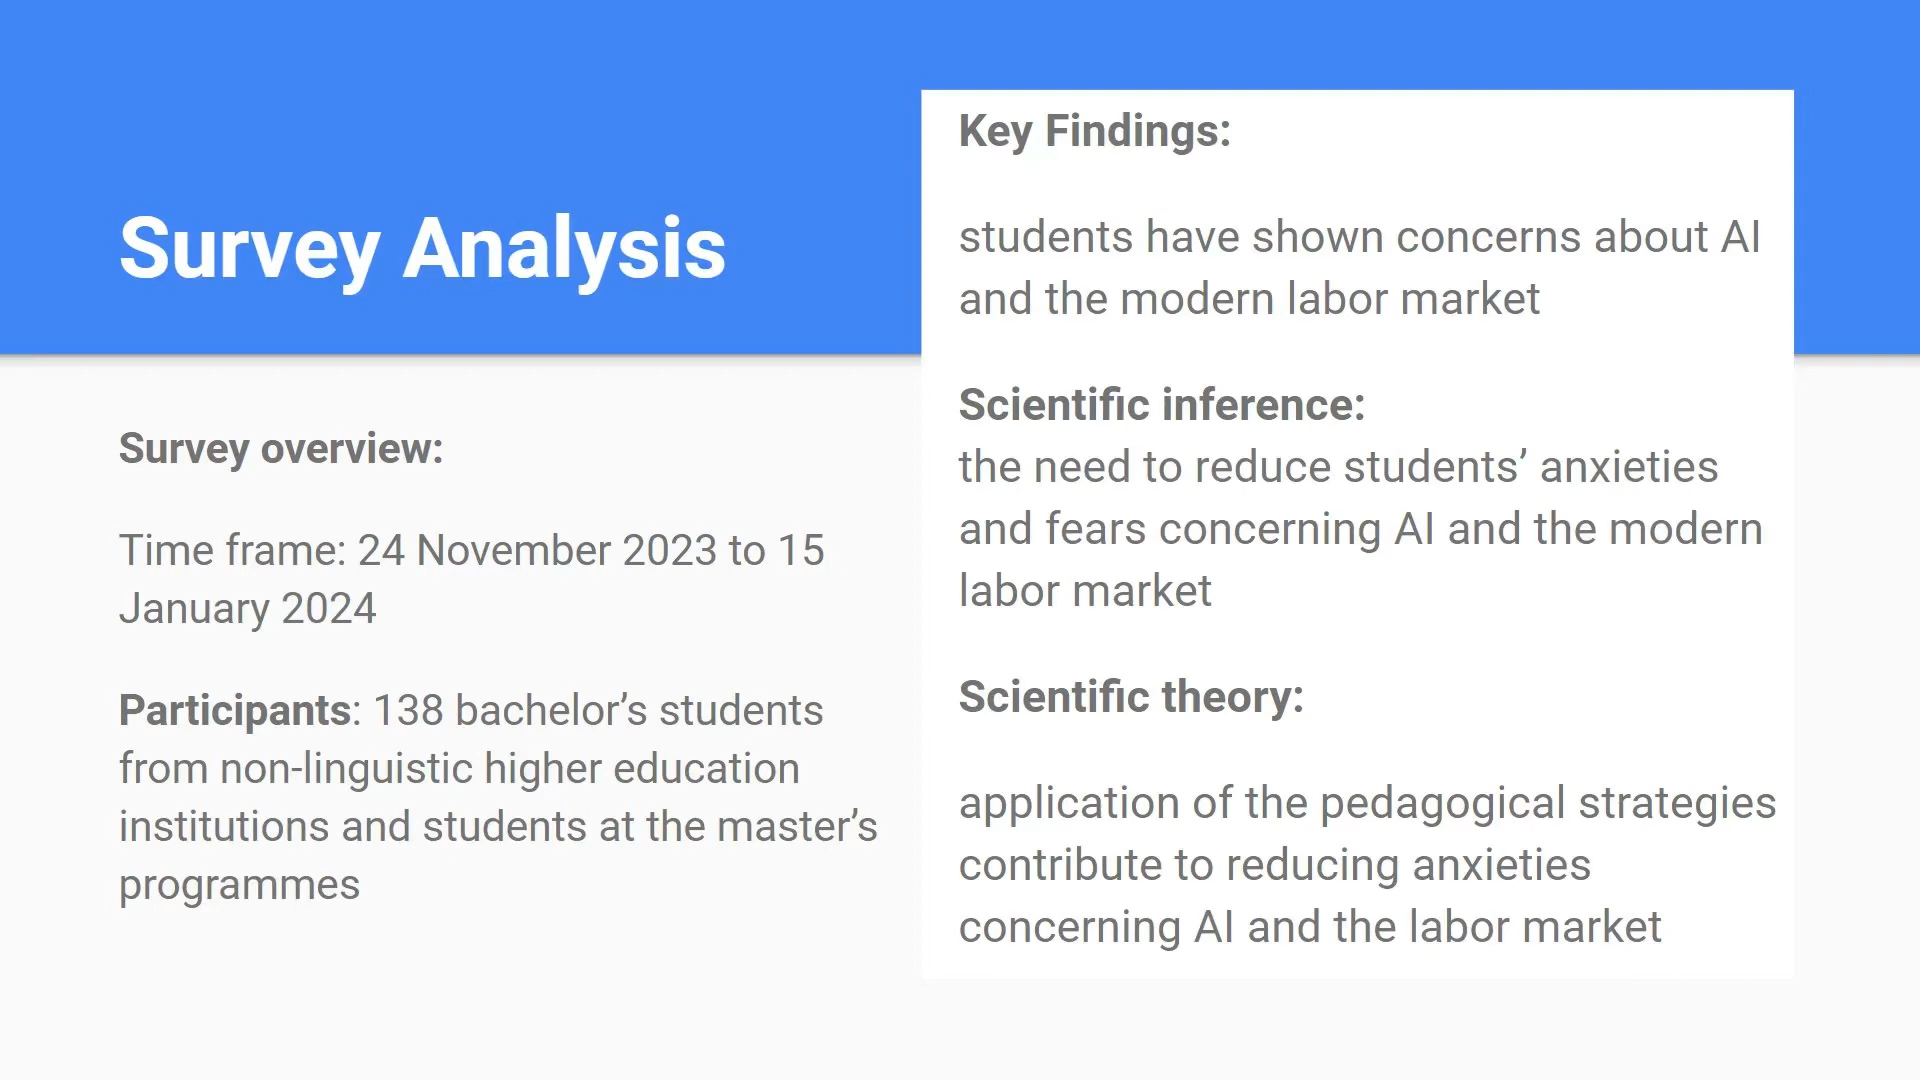 Survey Analysis
Survey overview:
Time frame: 24 November 2023 to 15
January 2024
Participants: 138 bachelor’s students
from non-linguistic higher education
institutions and students at the master’s
programmes
Key Findings:
students have shown concerns about AI
and the modern labor market
Scientific inference:
the need to reduce students’ anxieties
and fears concerning AI and the modern
labor market
Scientific theory:
application of the pedagogical strategies
contribute to reducing anxieties
concerning AI and the labor market